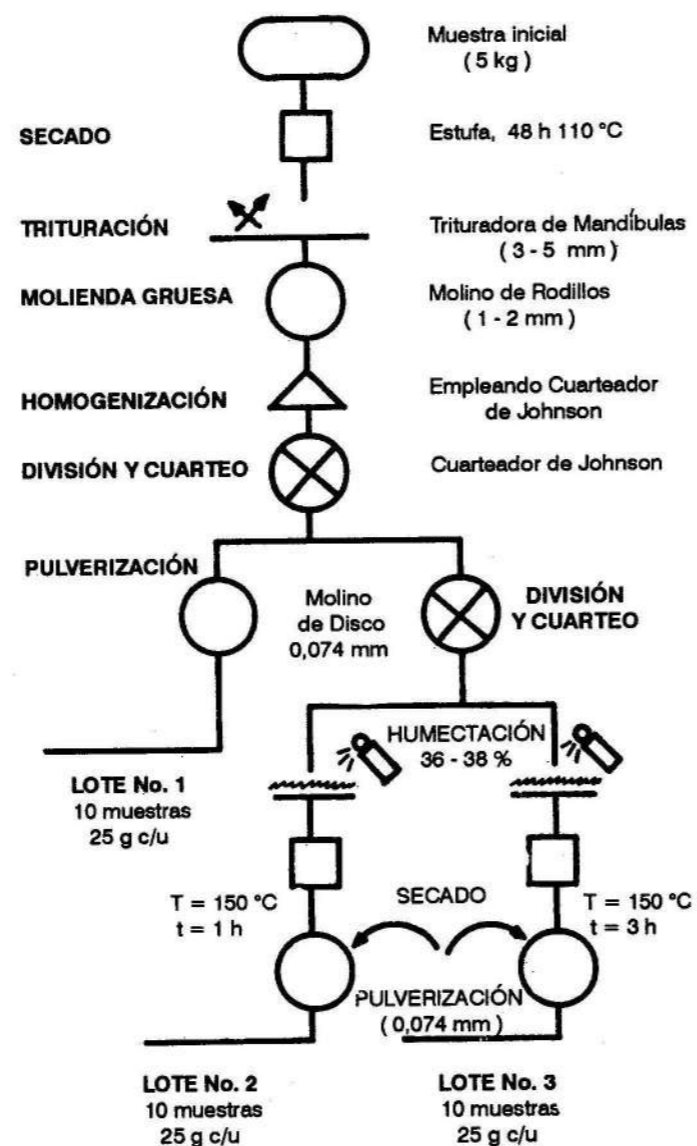 Muestra inicial
( 5 kg )
SECADO
Estufa, 48 h 110 °C
TRITURACIÓN
Trituradora de Mandíbulas
( 3 - 5 mm )
MOLIENDA GRUESA
Molino de Rodillos
( 1 - 2 mm )
HOMOGENIZACIÓN
Empleando Cuarteador
de Johnson
DIVISIÓN Y CUARTEO
Cuarteador de Johnson
PULVERIZACIÓN
Molino
de Disco
0,074 mm
DIVISIÓN
Y CUARTEO
HUMECTACIÓN
36 - 38 %
LOTE No. 1
10 muestras
25 g c/u
T = 150 °C
t = 1 h
SECADO
T = 150 °C
t = 3 h
PULVERIZACIÓN
( 0,074 mm )
LOTE No. 2
10 muestras
25 g c/u
LOTE No. 3
10 muestras
25 g c/u